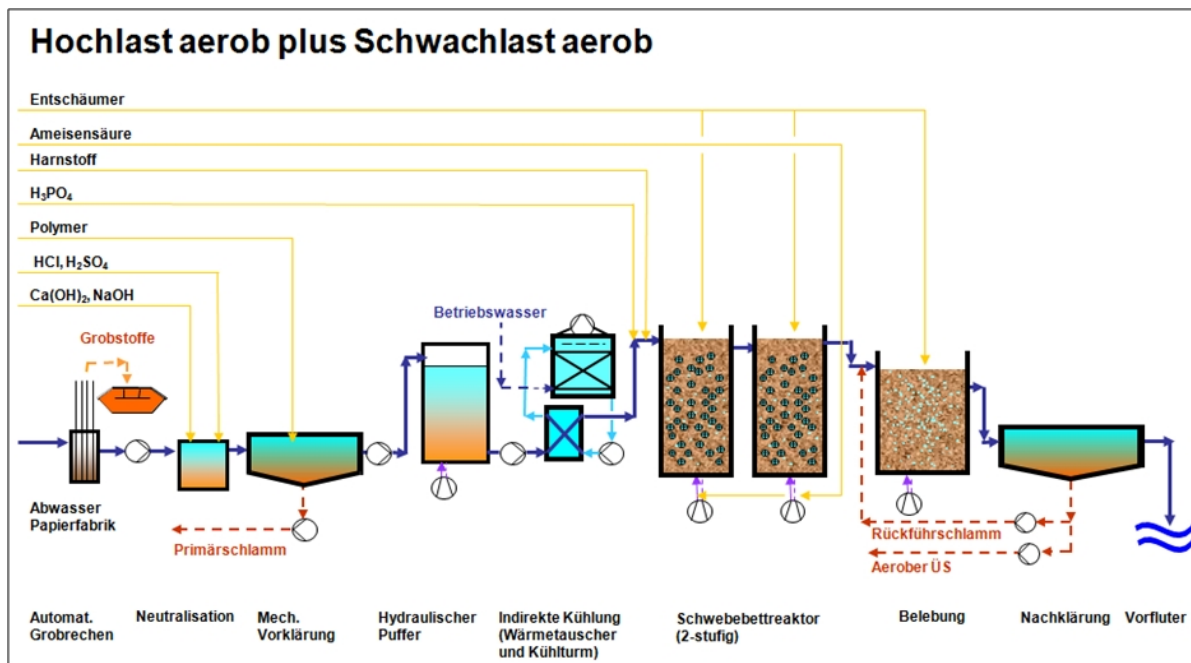 Hochlast aerob plus Schwachlast aerob
Entschäumer
Ameisensäure
Harnstoff
H₃PO₄
Polymer
HCl, H₂SO₄
Ca(OH)₂, NaOH
Grobstoffe
Betriebswasser
Abwasser
Papierfabrik
Primärschlamm
Rückführschlamm
Aerober ÜS
Automat.
Grobrechen
Neutralisation
Mech.
Vorklärung
Hydraulischer
Puffer
Indirekte Kühlung
(Wärmetauscher
und Kühlturm)
Schwebebettreaktor
(2-stufig)
Belebung
Nachklärung
Vorfluter